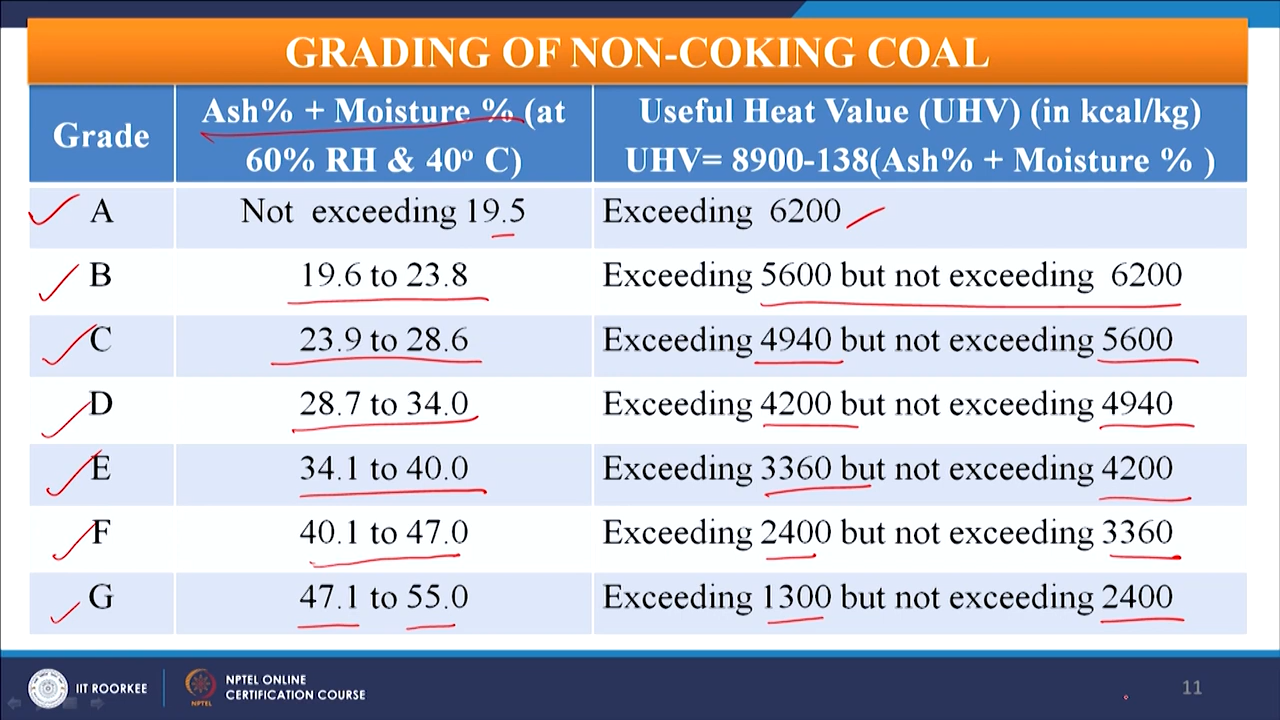 GRADING OF NON-COKING COAL
Grade
Ash% + Moisture % (at
60% RH & 40º C)
Useful Heat Value (UHV) (in kcal/kg)
UHV= 8900-138(Ash% + Moisture % )
A Not exceeding 19.5 Exceeding 6200
B 19.6 to 23.8 Exceeding 5600 but not exceeding 6200
C 23.9 to 28.6 Exceeding 4940 but not exceeding 5600
D 28.7 to 34.0 Exceeding 4200 but not exceeding 4940
E 34.1 to 40.0 Exceeding 3360 but not exceeding 4200
F 40.1 to 47.0 Exceeding 2400 but not exceeding 3360
G 47.1 to 55.0 Exceeding 1300 but not exceeding 2400
IIT ROORKEE
NPTEL
NPTEL ONLINE
CERTIFICATION COURSE
11